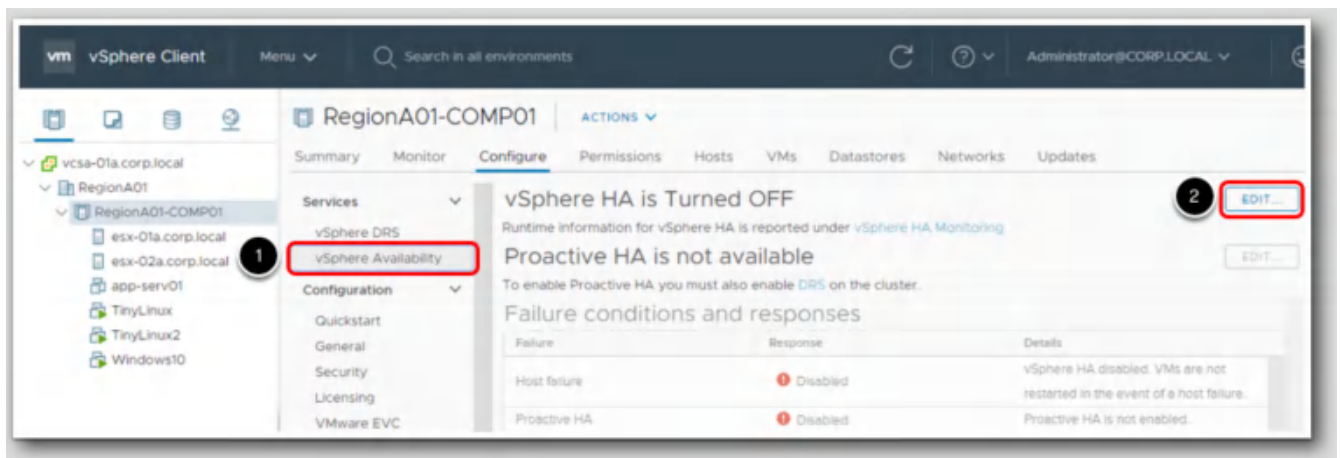 vm vSphere Client Menu Search in all environments Administrator@CORP.LOCAL
RegionA01-COMP01 ACTIONS
Summary Monitor Configure Permissions Hosts VMs Datastores Networks Updates
vcsa-01a.corp.local
RegionA01
RegionA01-COMP01
esx-01a.corp.local
esx-02a.corp.local
app-serv01
TinyLinux
TinyLinux2
Windows10
1
Services
vSphere DRS
vSphere Availability
Configuration
Quickstart
General
Security
Licensing
VMware EVC
vSphere HA is Turned OFF
2 EDIT...
Runtime information for vSphere HA is reported under vSphere HA Monitoring
Proactive HA is not available
EDIT...
To enable Proactive HA you must also enable DRS on the cluster.
Failure conditions and responses
Failure Response Details
Host failure Disabled vSphere HA disabled. VMs are not
restarted in the event of a host failure.
Proactive HA Disabled Proactive HA is not enabled.